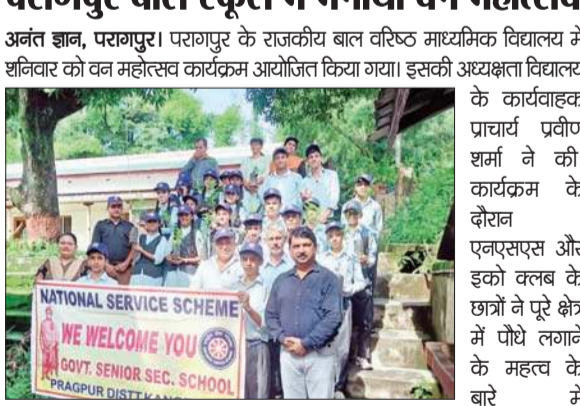 परागपुर बाल स्कूल में मनाया वन महोत्सव
अनंत ज्ञान, परागपुर। परागपुर के राजकीय बाल वरिष्ठ माध्यमिक विद्यालय में
शनिवार को वन महोत्सव कार्यक्रम आयोजित किया गया। इसकी अध्यक्षता विद्यालय
के कार्यवाहक
प्राचार्य प्रवीण
शर्मा ने की।
कार्यक्रम के
दौरान
एनएसएस और
इको क्लब के
छात्रों ने पूरे क्षेत्र
में पौधे लगाने
के महत्व के
बारे में
NATIONAL SERVICE SCHEME
WE WELCOME YOU
GOVT. SENIOR SEC. SCHOOL
PRAGPUR DISTT